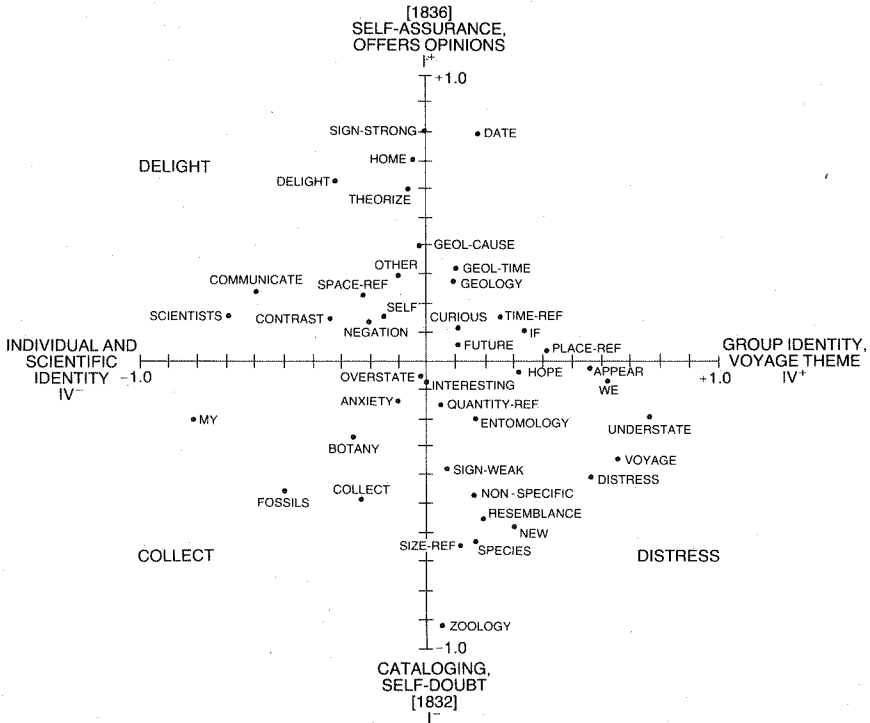 [1836]
SELF-ASSURANCE,
OFFERS OPINIONS
I+
+1.0
SIGN-STRONG
DATE
HOME
DELIGHT
DELIGHT
THEORIZE
GEOL-CAUSE
OTHER
GEOL-TIME
COMMUNICATE
SPACE-REF
GEOLOGY
SCIENTISTS
CONTRAST
SELF
NEGATION
CURIOUS
TIME-REF
IF
FUTURE
PLACE-REF
INDIVIDUAL AND
SCIENTIFIC
IDENTITY
IV−
-1.0
GROUP IDENTITY,
VOYAGE THEME
IV+
+1.0
OVERSTATE
INTERESTING
HOPE
APPEAR
WE
ANXIETY
QUANTITY-REF
MY
ENTOMOLOGY
UNDERSTATE
BOTANY
VOYAGE
SIGN-WEAK
DISTRESS
FOSSILS
COLLECT
NON-SPECIFIC
RESEMBLANCE
NEW
SIZE-REF
SPECIES
COLLECT
DISTRESS
ZOOLOGY
-1.0
CATALOGING,
SELF-DOUBT
[1832]
I−